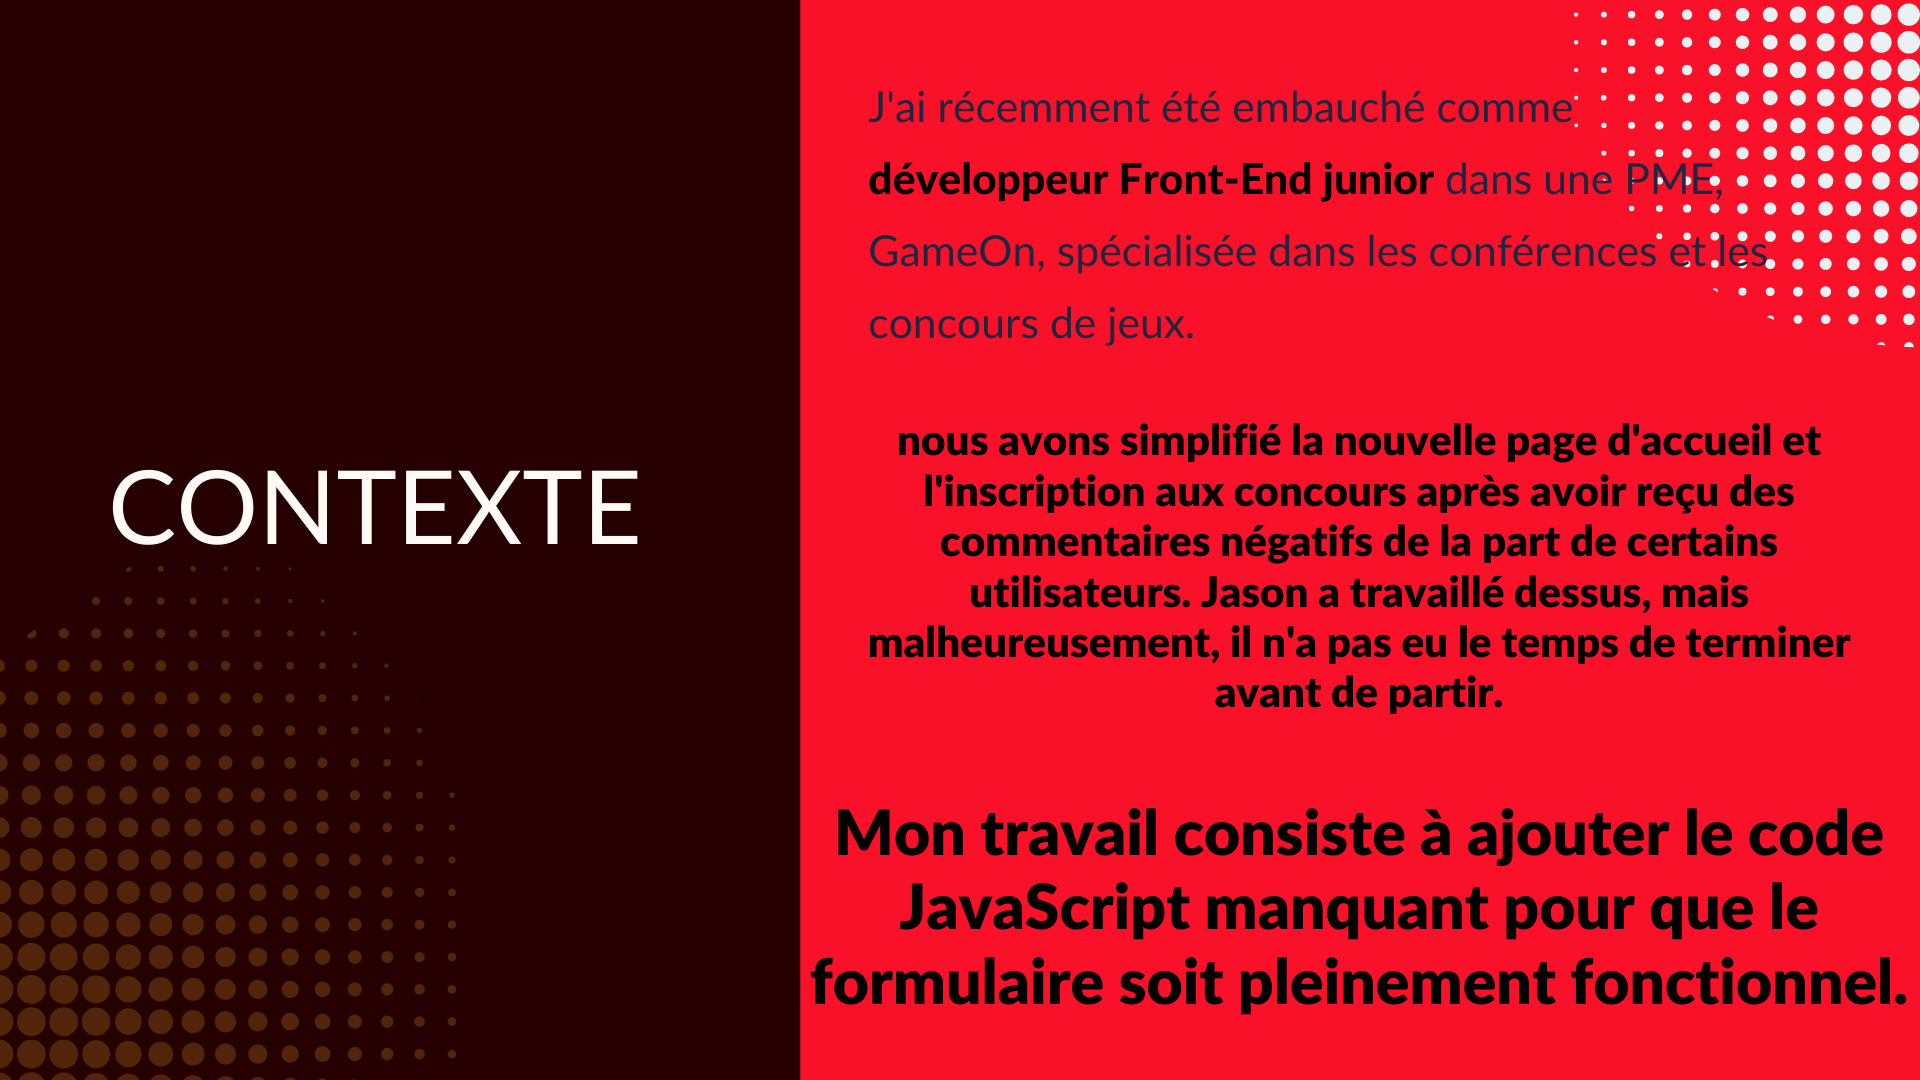 CONTEXTE
J'ai récemment été embauché comme
développeur Front-End junior dans une PME,
GameOn, spécialisée dans les conférences et les
concours de jeux.
nous avons simplifié la nouvelle page d'accueil et
l'inscription aux concours après avoir reçu des
commentaires négatifs de la part de certains
utilisateurs. Jason a travaillé dessus, mais
malheureusement, il n'a pas eu le temps de terminer
avant de partir.
Mon travail consiste à ajouter le code
JavaScript manquant pour que le
formulaire soit pleinement fonctionnel.